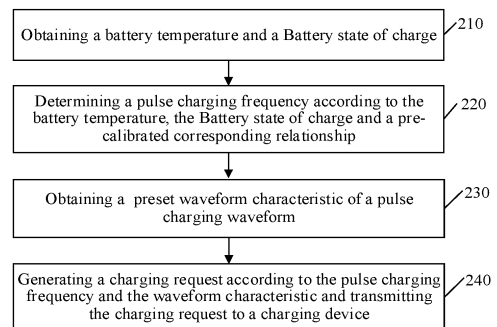 Obtaining a battery temperature and a Battery state of charge
210
Determining a pulse charging frequency according to the
battery temperature, the Battery state of charge and a pre-
calibrated corresponding relationship
220
Obtaining a preset waveform characteristic of a pulse
charging waveform
230
Generating a charging request according to the pulse charging
frequency and the waveform characteristic and transmitting
the charging request to a charging device
240